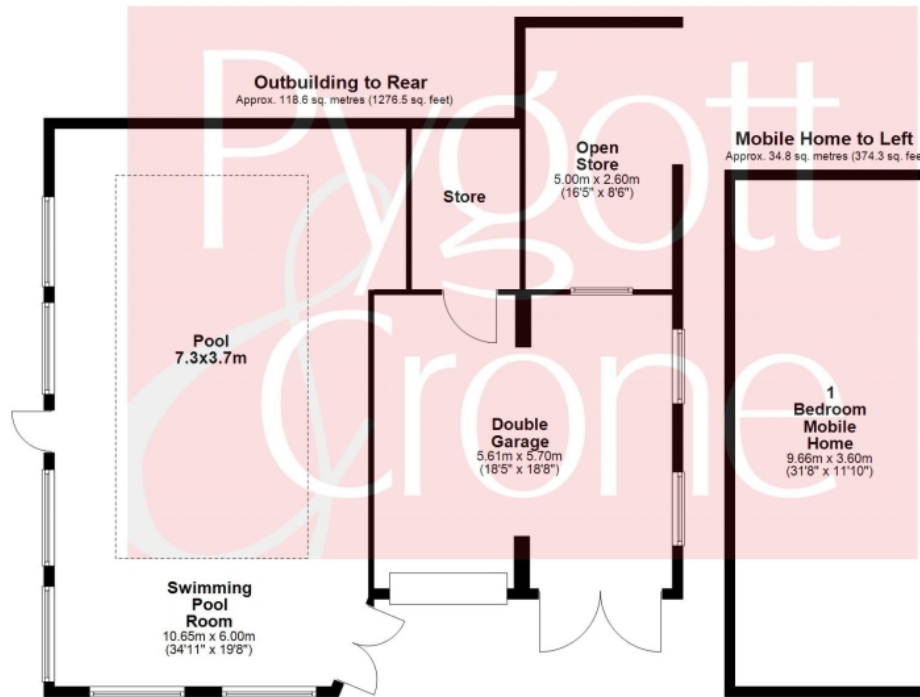 Outbuilding to Rear
Approx. 118.6 sq. metres (1276.5 sq. feet)
Mobile Home to Left
Approx. 34.8 sq. metres (374.3 sq. fee
Open
Store
5.00m x 2.60m
(16'5" x 8'6")
Store
Pool
7.3x3.7m
Double
Garage
5.61m x 5.70m
(18'5" x 18'8")
1
Bedroom
Mobile
Home
9.66m x 3.60m
(31'8" x 11'10")
Swimming
Pool
Room
10.65m x 6.00m
(34'11" x 19'8")
Pygott
&
Crone